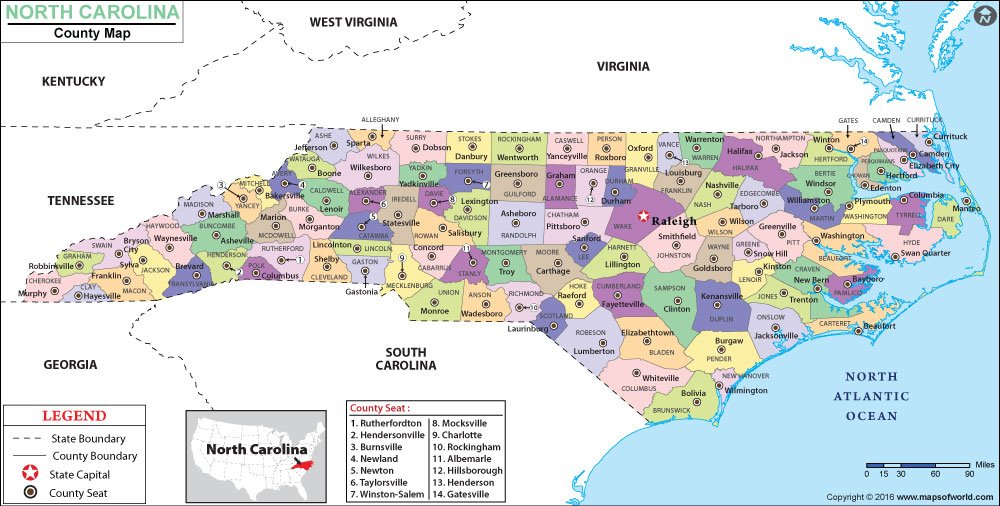 NORTH CAROLINA
County Map
N
WEST VIRGINIA
KENTUCKY
VIRGINIA
TENNESSEE
GEORGIA
SOUTH
CAROLINA
NORTH
ATLANTIC
OCEAN
ALLEGHANY
GATES
CAMDEN
CURRITUCK
ASHE
Jefferson
Sparta
SURRY
Dobson
STOKES
Danbury
ROCKINGHAM
Wentworth
CASWELL
Yanceyville
PERSON
Roxboro
Oxford
GRANVILLE
VANCE
13
Warrenton
WARREN
NORTHAMPTON
Jackson
Halifax
HALIFAX
Winton
HERTFORD
14
PASQUOTANK
PERQUIMANS
Currituck
Camden
Elizabeth City
Hertford
CHOWAN
Edenton
WATAUGA
Boone
WILKES
Wilkesboro
YADKIN
Yadkinville
FORSYTH
7
Greensboro
GUILFORD
ALAMANCE
Graham
ORANGE
12
DURHAM
Durham
Louisburg
FRANKLIN
Nashville
NASH
EDGECOMBE
Tarboro
BERTIE
Windsor
Williamston
MARTIN
Plymouth
WASHINGTON
Columbia
TYRRELL
DARE
Manteo
3
MITCHELL
AVERY
4
Bakersville
YANCEY
CALDWELL
Lenoir
ALEXANDER
6
IREDELL
Statesville
DAVIE
8
Lexington
DAVIDSON
ROWAN
Salisbury
Asheboro
RANDOLPH
CHATHAM
Pittsboro
WAKE
Raleigh
WILSON
Wilson
Greenville
PITT
Washington
BEAUFORT
HYDE
Swan Quarter
MADISON
Marshall
BUNCOMBE
Asheville
Marion
MCDOWELL
BURKE
Morganton
5
CATAWBA
Lincolnton
LINCOLN
RUTHERFORD
1
Shelby
CLEVELAND
GASTON
Gastonia
9
MECKLENBURG
Concord
CABARRUS
11
STANLY
MONTGOMERY
Troy
MOORE
Carthage
Sanford
LEE
HARNETT
Lillington
Smithfield
JOHNSTON
WAYNE
Goldsboro
GREENE
Snow Hill
Kinston
LENOIR
CRAVEN
New Bern
Bayboro
PAMLICO
HAYWOOD
Waynesville
SWAIN
Bryson
City
GRAHAM
Robbinsville
CHEROKEE
Murphy
CLAY
Hayesville
Franklin
MACON
Sylva
JACKSON
Brevard
TRANSYLVANIA
HENDERSON
2
POLK
Columbus
UNION
Monroe
ANSON
Wadesboro
RICHMOND
10
SCOTLAND
Laurinburg
HOKE
Raeford
CUMBERLAND
Fayetteville
SAMPSON
Clinton
Kenansville
DUPLIN
JONES
Trenton
ONSLOW
Jacksonville
CARTERET
Beaufort
ROBESON
Lumberton
Elizabethtown
BLADEN
Burgaw
PENDER
NEW HANOVER
Wilmington
Whiteville
COLUMBUS
Bolivia
BRUNSWICK
LEGEND
State Boundary
County Boundary
State Capital
County Seat
North Carolina
County Seat :
1. Rutherfordton
2. Hendersonville
3. Burnsville
4. Newland
5. Newton
6. Taylorsville
7. Winston-Salem
8. Mocksville
9. Charlotte
10. Rockingham
11. Albemarle
12. Hillsborough
13. Henderson
14. Gatesville
Miles
0 15 30 60 90
Copyright © 2016 www.mapsofworld.com